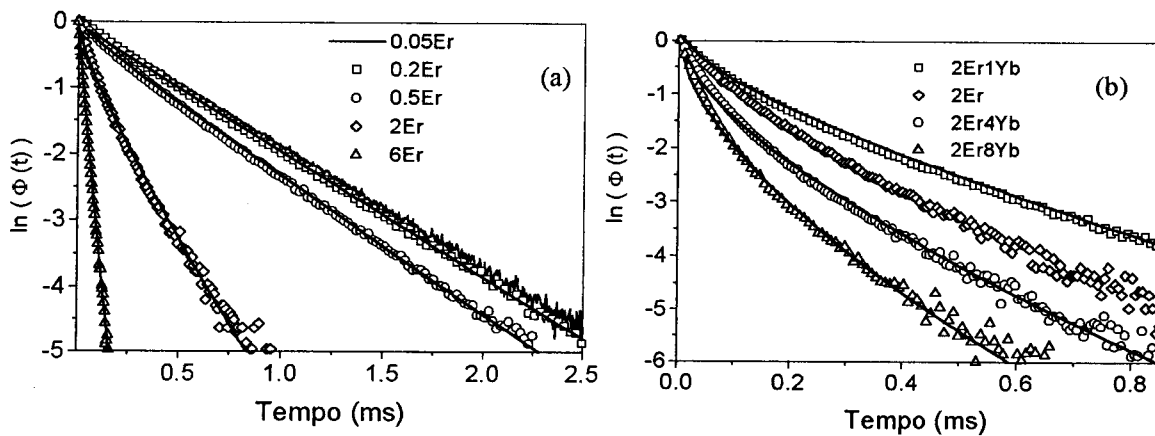 0
-1
-2
-3
-4
-5
ln (Φ (t) )
0.05Er
0.2Er
0.5Er
2Er
6Er
(a)
0.5 1.0 1.5 2.0 2.5
Tempo (ms)
0
-1
-2
-3
-4
-5
-6
ln (Φ (t) )
2Er1Yb
2Er
2Er4Yb
2Er8Yb
(b)
0.0 0.2 0.4 0.6 0.8
Tempo (ms)